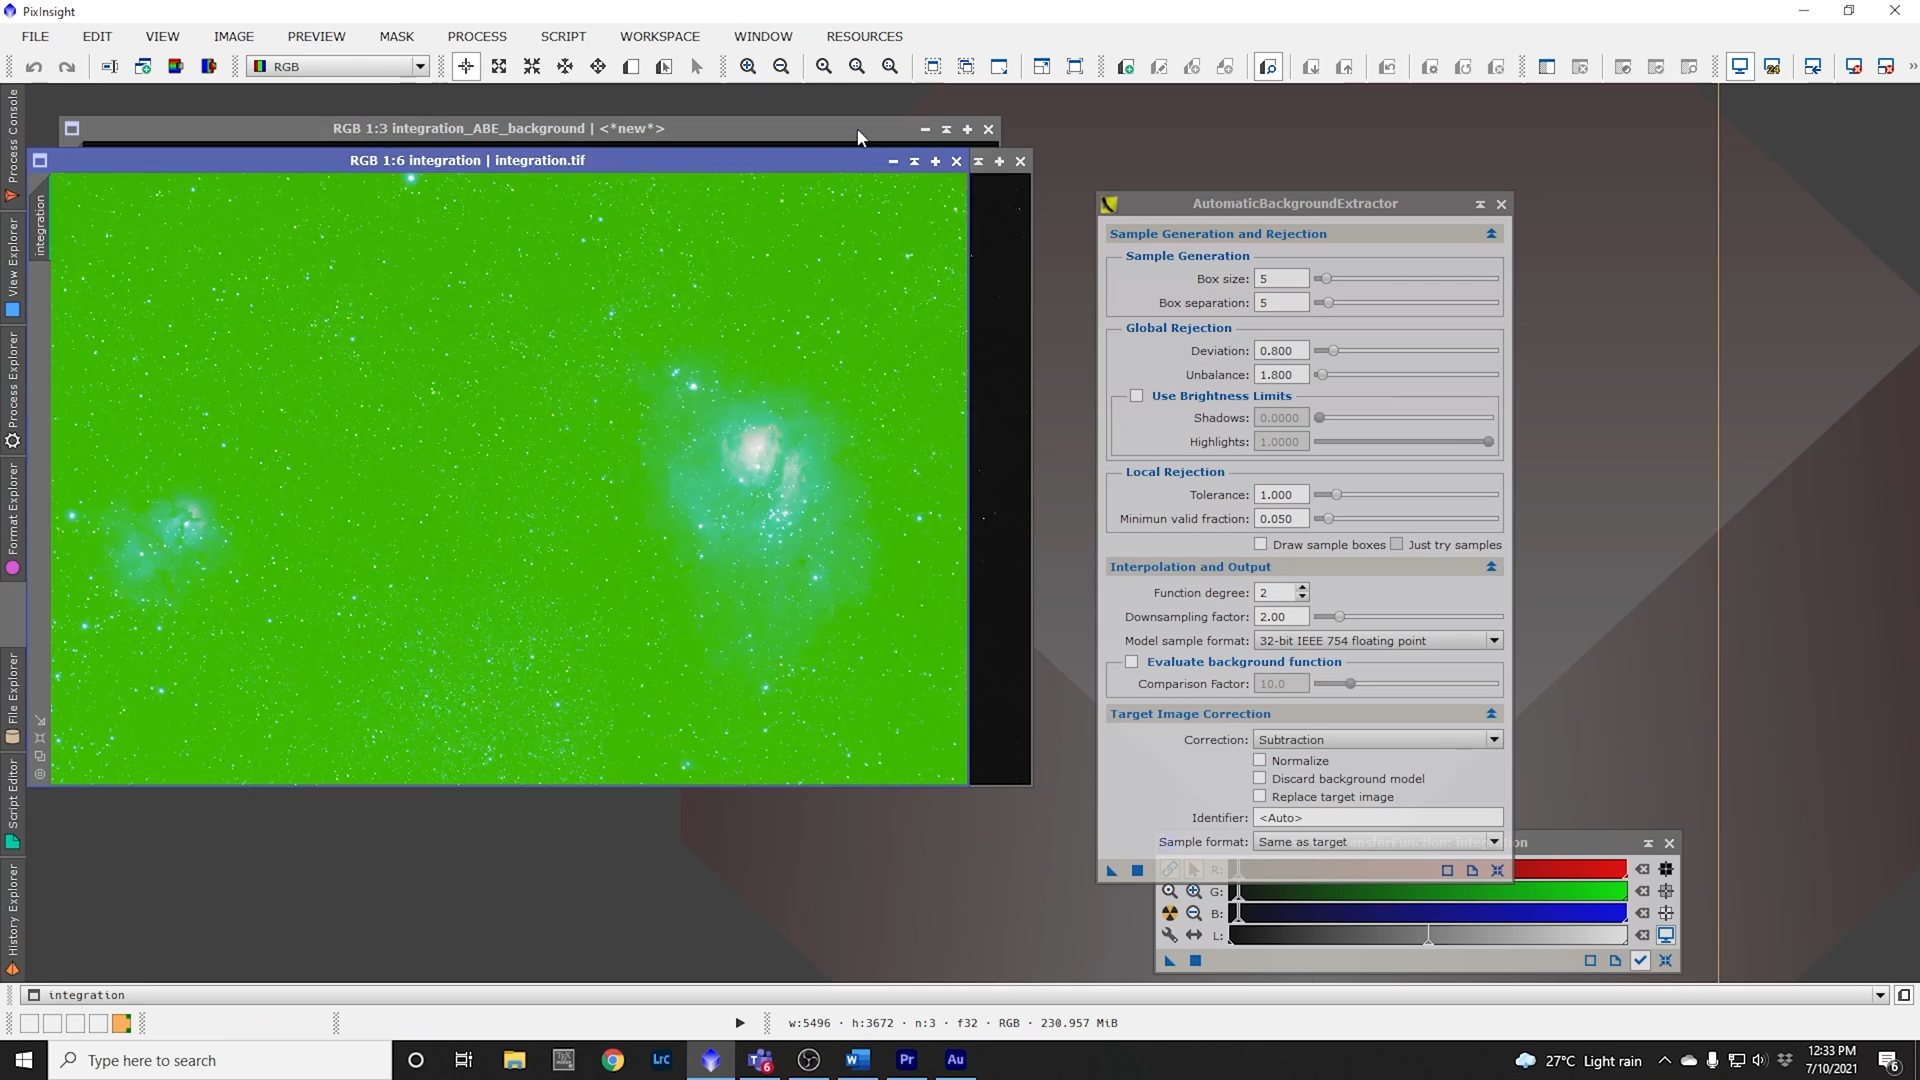 PixInsight
FILE EDIT VIEW IMAGE PREVIEW MASK PROCESS SCRIPT WORKSPACE WINDOW RESOURCES
RGB
24
Process Console
View Explorer
Process Explorer
Format Explorer
File Explorer
Script Editor
History Explorer
RGB 1:3 integration_ABE_background | <*new*>
RGB 1:6 integration | integration.tif
integration
AutomaticBackgroundExtractor
Sample Generation and Rejection
Sample Generation
Box size: 5
Box separation: 5
Global Rejection
Deviation: 0.800
Unbalance: 1.800
Use Brightness Limits
Shadows: 0.0000
Highlights: 1.0000
Local Rejection
Tolerance: 1.000
Minimun valid fraction: 0.050
Draw sample boxes Just try samples
Interpolation and Output
Function degree: 2
Downsampling factor: 2.00
Model sample format: 32-bit IEEE 754 floating point
Evaluate background function
Comparison Factor: 10.0
Target Image Correction
Correction: Subtraction
Normalize
Discard background model
Replace target image
Identifier: <Auto>
Sample format: Same as target
R:
G:
B:
L:
integration
w:5496 · h:3672 · n:3 · f32 · RGB · 230.957 MiB
Type here to search
LrC
6
W
Pr
Au
27°C Light rain
12:33 PM
7/10/2021
6